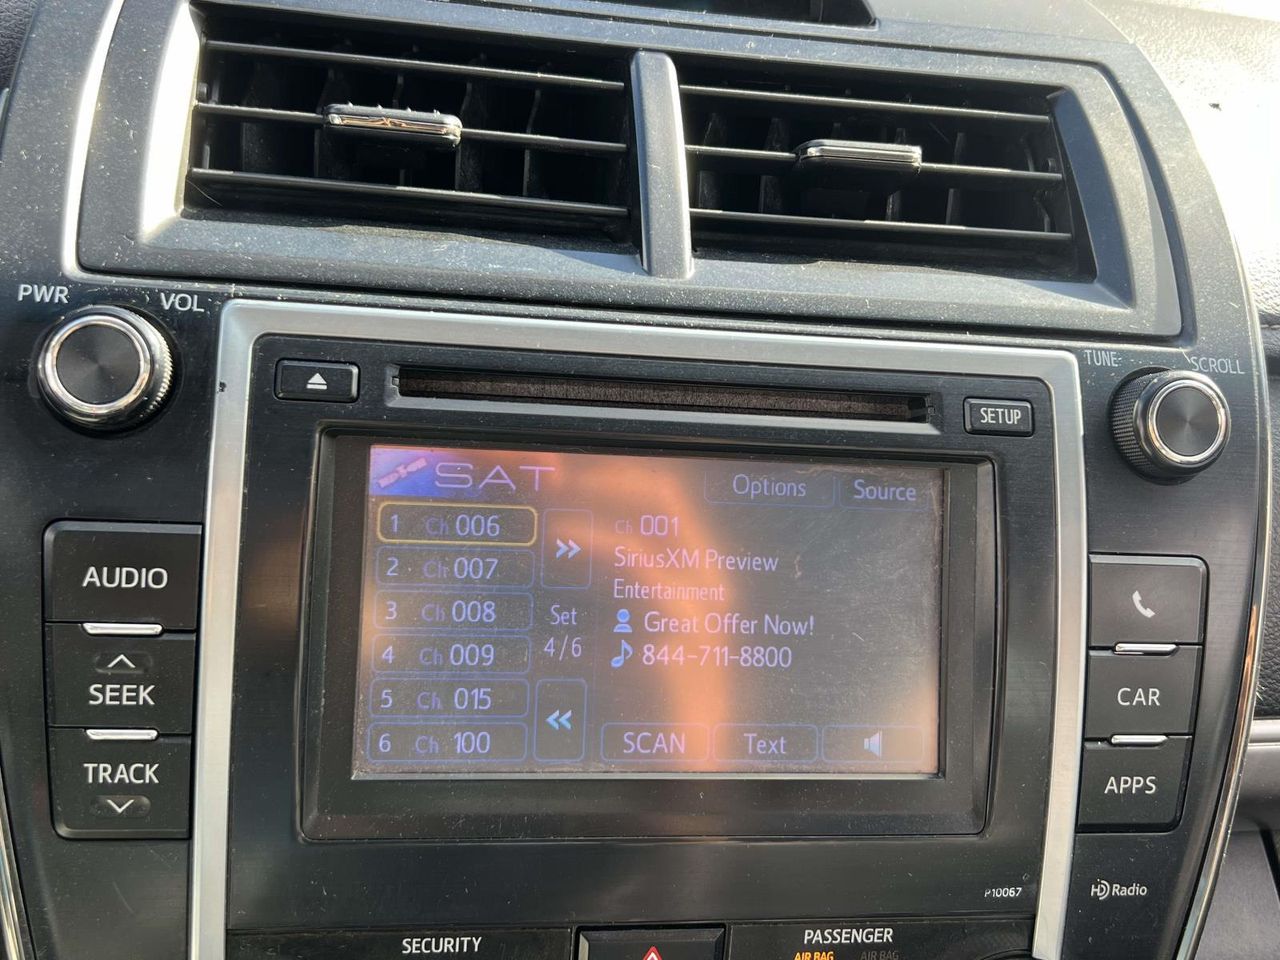 PWR
VOL
TUNE
SCROLL
SETUP
SAT
Options
Source
1 Ch 006
2 Ch 007
3 Ch 008
4 Ch 009
5 Ch 015
6 Ch 100
>>
Set
4/6
<<
Ch 001
SiriusXM Preview
Entertainment
Great Offer Now!
844-711-8800
SCAN
Text
AUDIO
SEEK
TRACK
CAR
APPS
P10067
HD Radio
SECURITY
PASSENGER
AIR BAG
AIR BAG